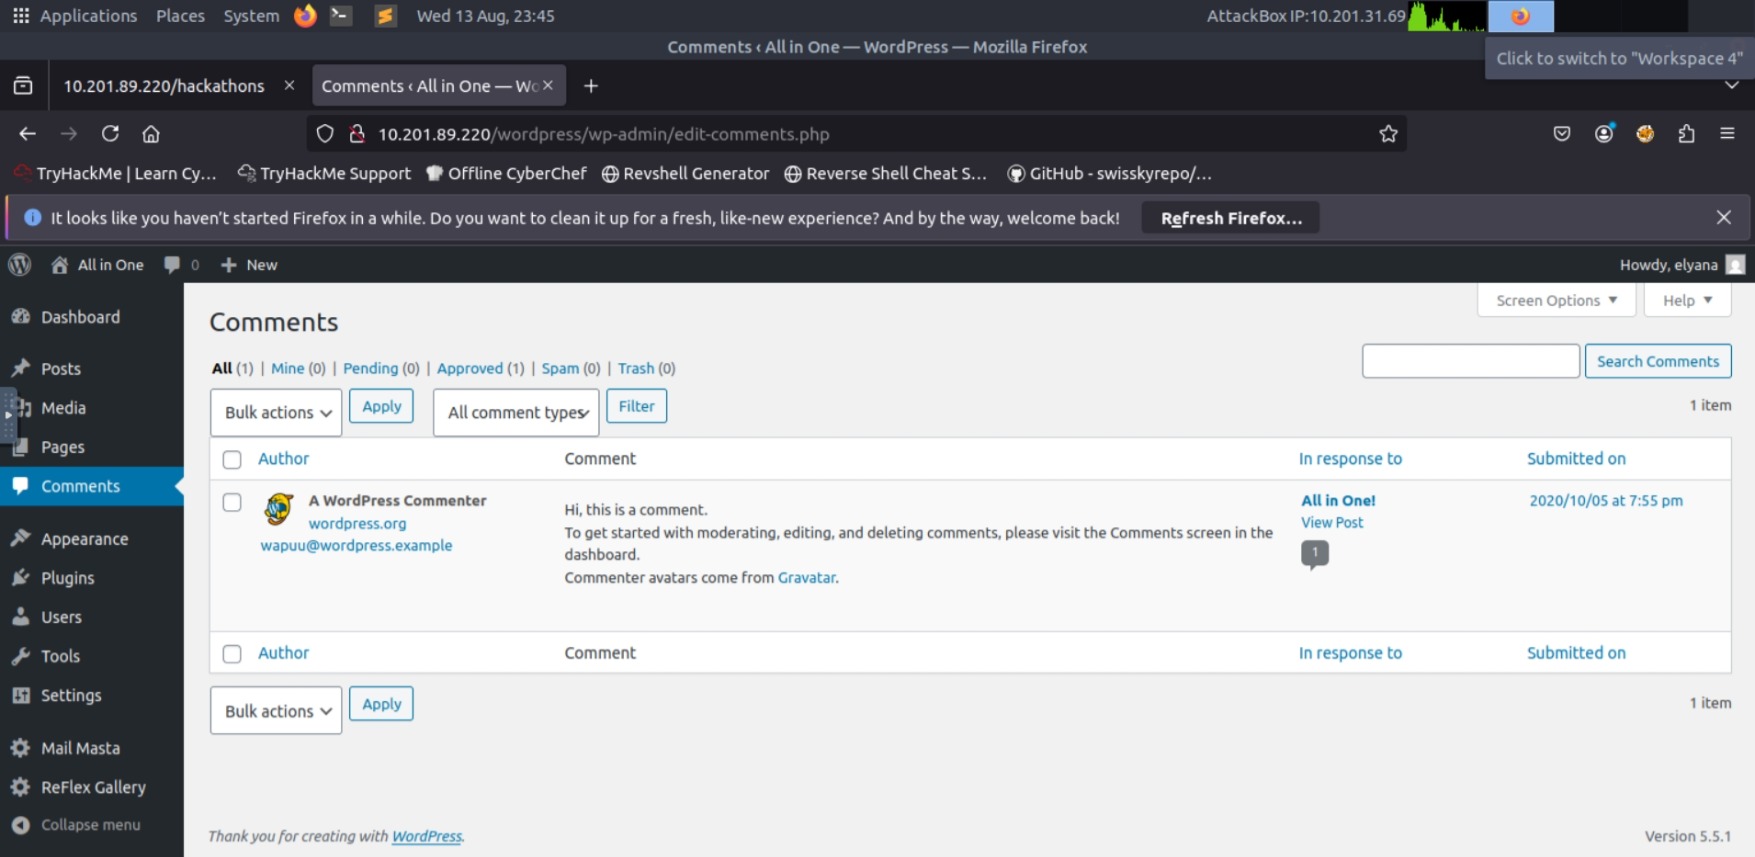 Applications Places System Wed 13 Aug, 23:45 AttackBox IP:10.201.31.69
Comments ‹ All in One — WordPress — Mozilla Firefox
Click to switch to "Workspace 4"
10.201.89.220/hackathons × Comments ‹ All in One — Wo × +
10.201.89.220/wordpress/wp-admin/edit-comments.php
TryHackMe | Learn Cy... TryHackMe Support Offline CyberChef Revshell Generator Reverse Shell Cheat S... GitHub - swisskyrepo/...
It looks like you haven't started Firefox in a while. Do you want to clean it up for a fresh, like-new experience? And by the way, welcome back! Refresh Firefox...
All in One 0 + New Howdy, elyana
Screen Options Help
Dashboard
Posts
Media
Pages
Comments
Appearance
Plugins
Users
Tools
Settings
Mail Masta
ReFlex Gallery
Collapse menu
Comments
All (1) | Mine (0) | Pending (0) | Approved (1) | Spam (0) | Trash (0)
Search Comments
Bulk actions Apply All comment types Filter
1 item
Author Comment In response to Submitted on
A WordPress Commenter
wordpress.org
wapuu@wordpress.example
Hi, this is a comment.
To get started with moderating, editing, and deleting comments, please visit the Comments screen in the
dashboard.
Commenter avatars come from Gravatar.
All in One!
View Post
1
2020/10/05 at 7:55 pm
Author Comment In response to Submitted on
Bulk actions Apply
1 item
Thank you for creating with WordPress.
Version 5.5.1